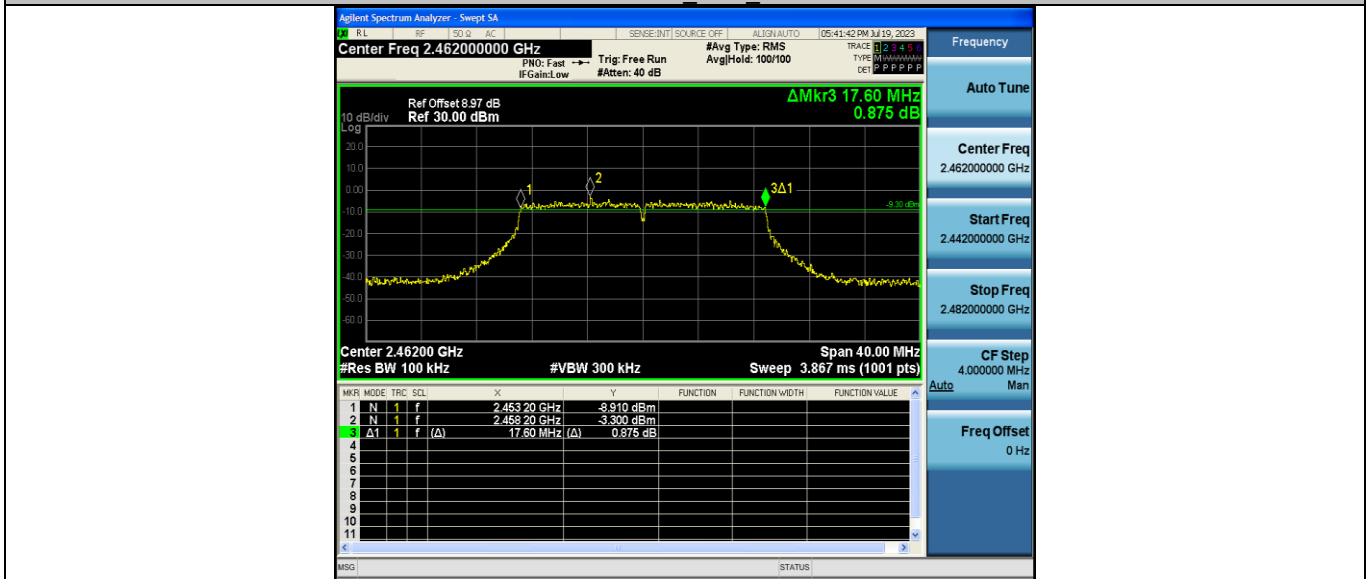 Agilent Spectrum Analyzer - Swept SA
RL RF 50 Ω AC SENSE:INT SOURCE OFF ALIGN AUTO 05:41:42 PM Jul 19, 2023
Center Freq 2.462000000 GHz
PNO: Fast
IFGain:Low
Trig: Free Run
#Atten: 40 dB
#Avg Type: RMS
Avg|Hold: 100/100
TRACE 1 2 3 4 5 6
TYPE M WWWWW
DET P P P P P P
ΔMkr3 17.60 MHz
0.875 dB
Ref Offset 8.97 dB
Ref 30.00 dBm
10 dB/div
Log
20.0
10.0
0.00
-10.0
-20.0
-30.0
-40.0
-50.0
-60.0
1
2
3Δ1
-9.30 dBm
Center 2.46200 GHz
Span 40.00 MHz
#Res BW 100 kHz
#VBW 300 kHz
Sweep 3.867 ms (1001 pts)
MKR MODE TRC SCL X Y FUNCTION FUNCTION WIDTH FUNCTION VALUE
1 N 1 f 2.453 20 GHz -8.910 dBm
2 N 1 f 2.458 20 GHz -3.300 dBm
3 Δ1 1 f (Δ) 17.60 MHz (Δ) 0.875 dB
4
5
6
7
8
9
10
11
MSG
STATUS
Frequency
Auto Tune
Center Freq
2.462000000 GHz
Start Freq
2.442000000 GHz
Stop Freq
2.482000000 GHz
CF Step
4.000000 MHz
Auto Man
Freq Offset
0 Hz